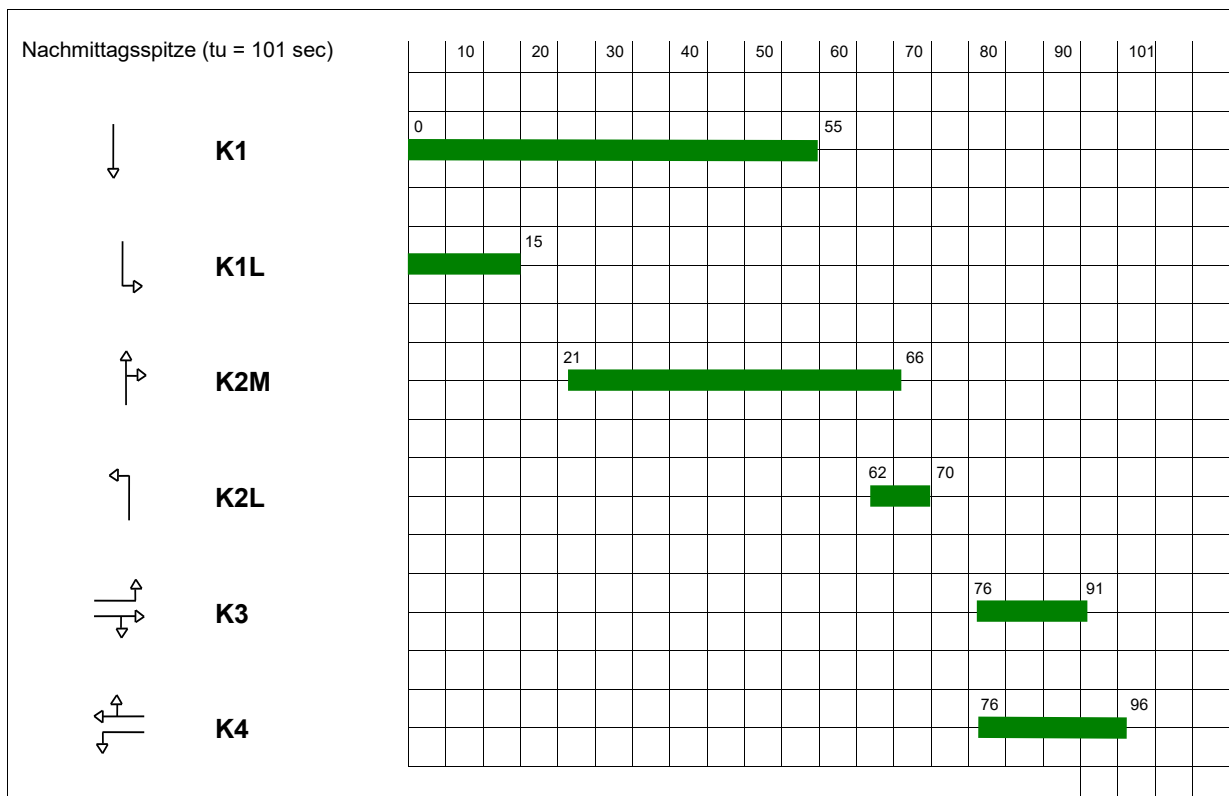 Nachmittagsspitze (tu = 101 sec) 10 20 30 40 50 60 70 80 90 101
0 55
K1
15
K1L
21 66
K2M
62 70
K2L
76 91
K3
76 96
K4